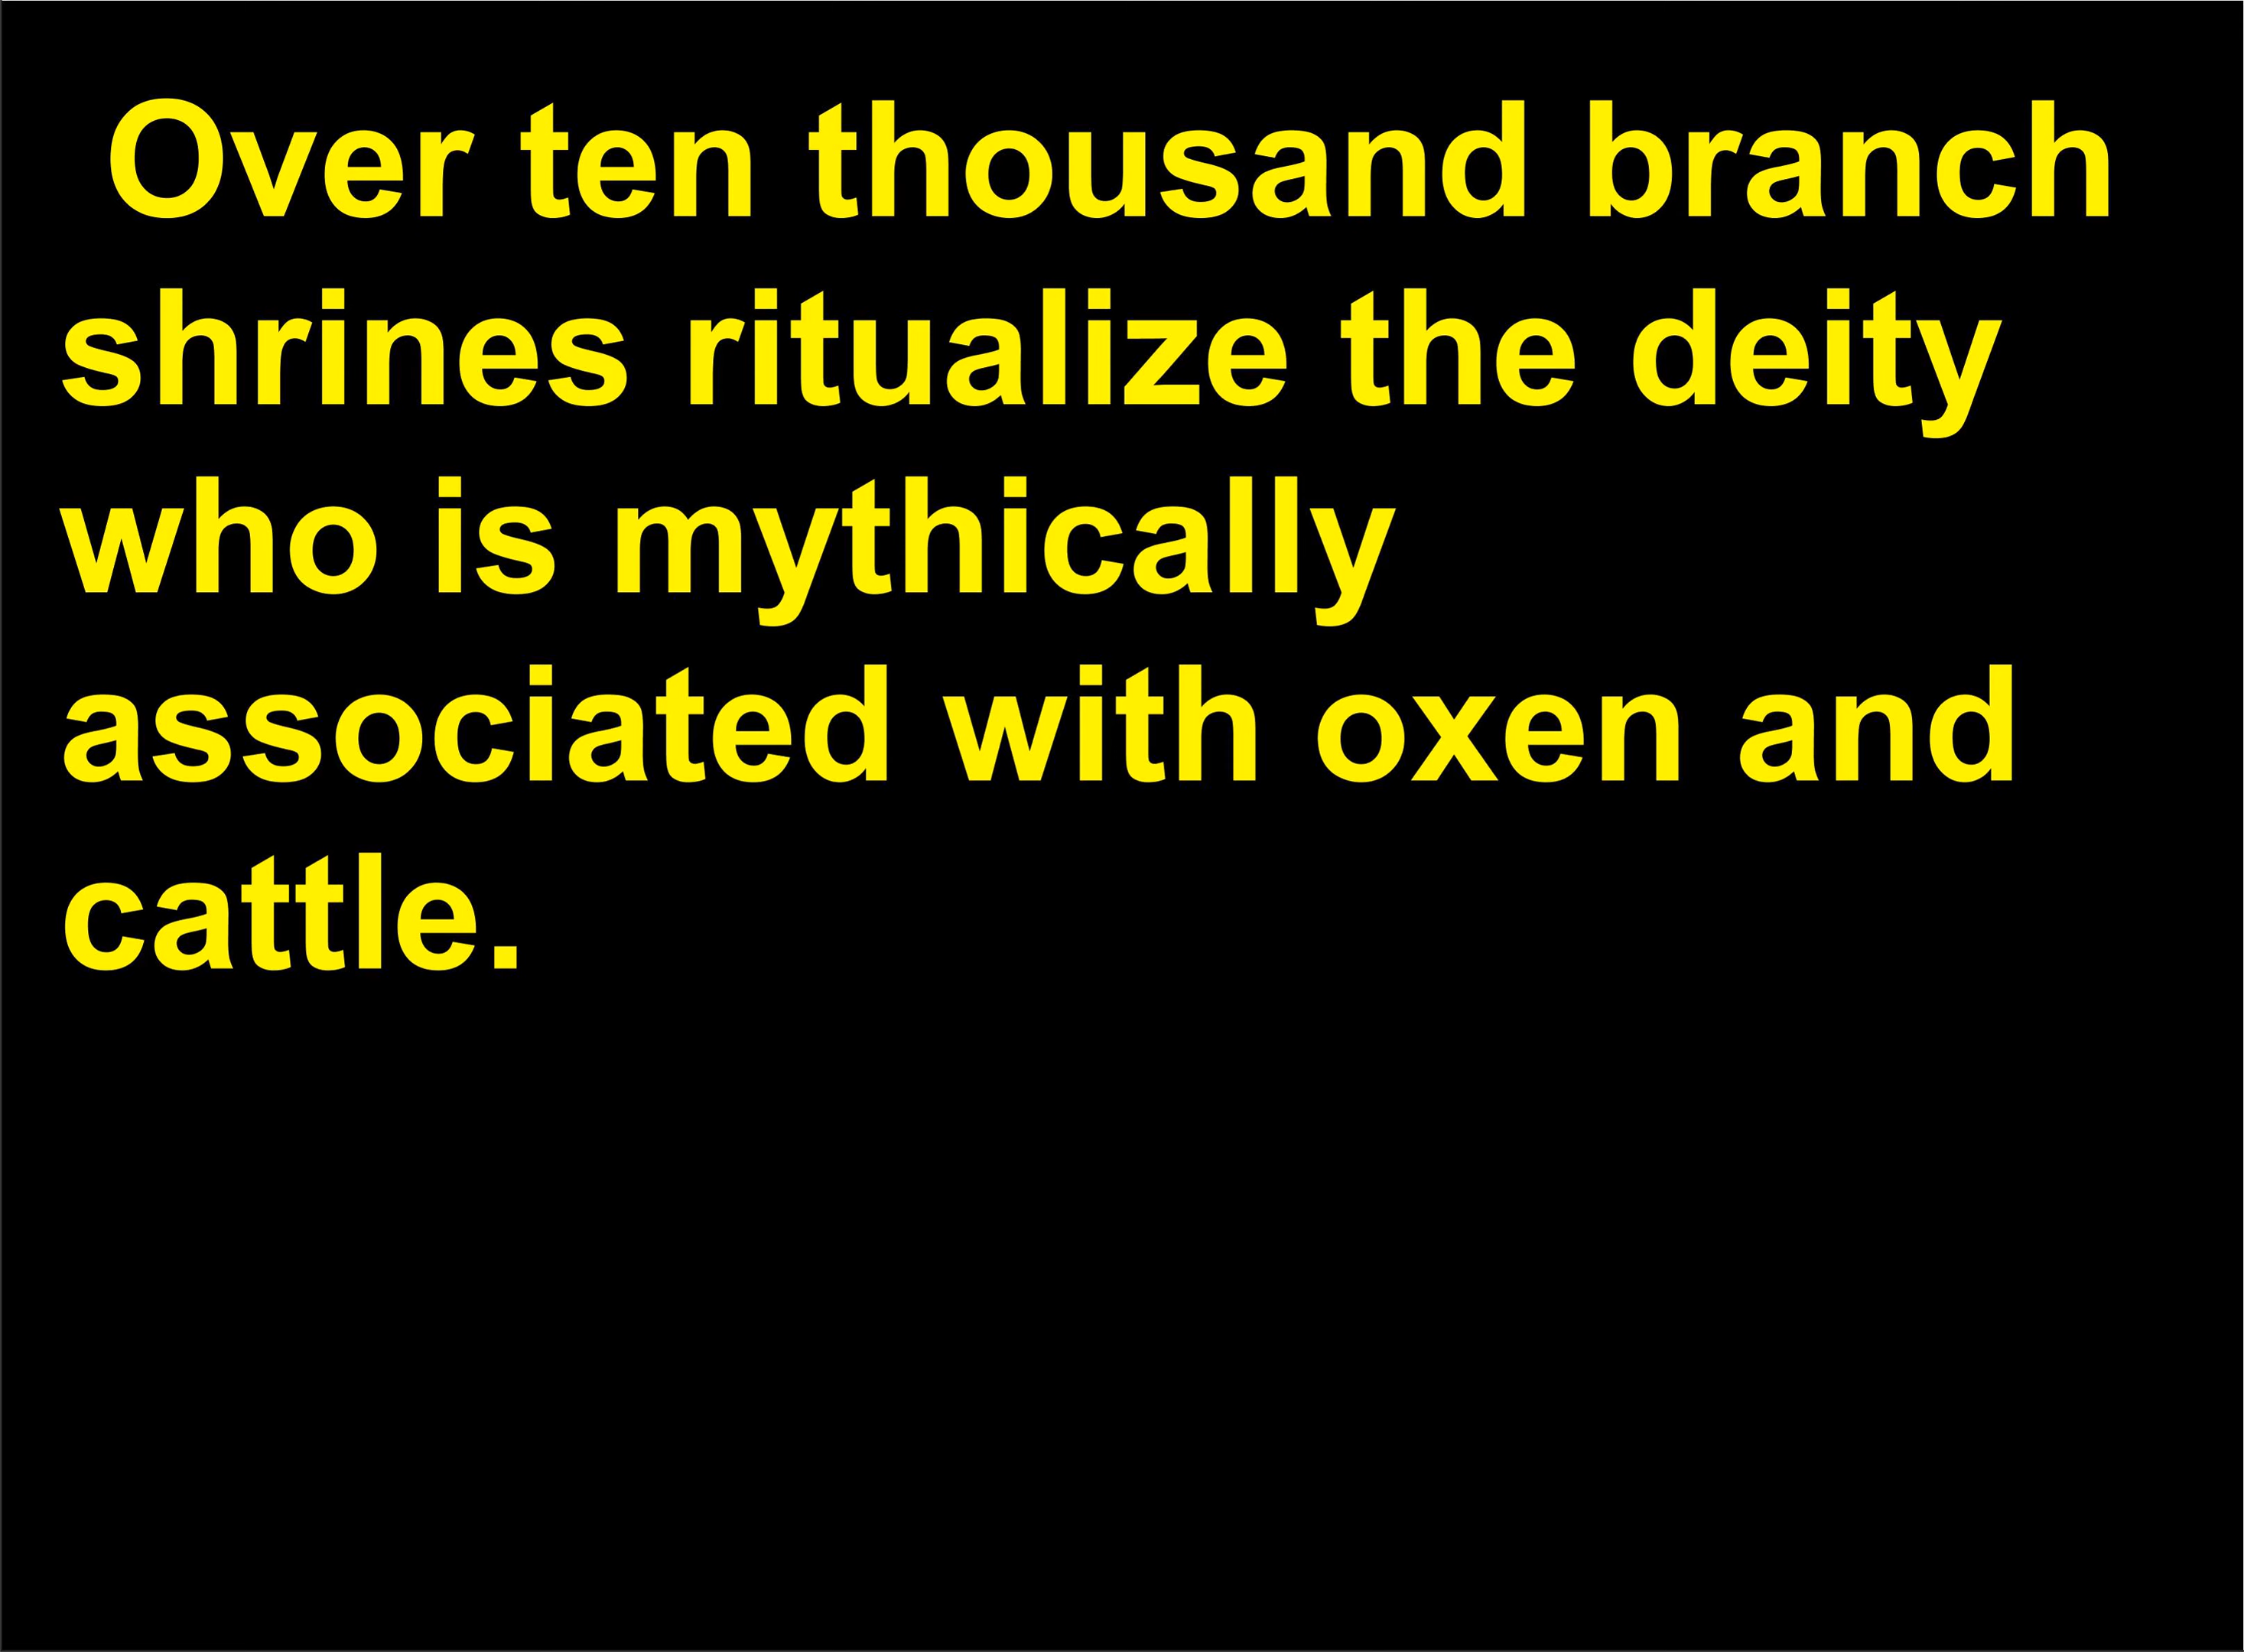 Over ten thousand branch
shrines ritualize the deity
who is mythically
associated with oxen and
cattle.